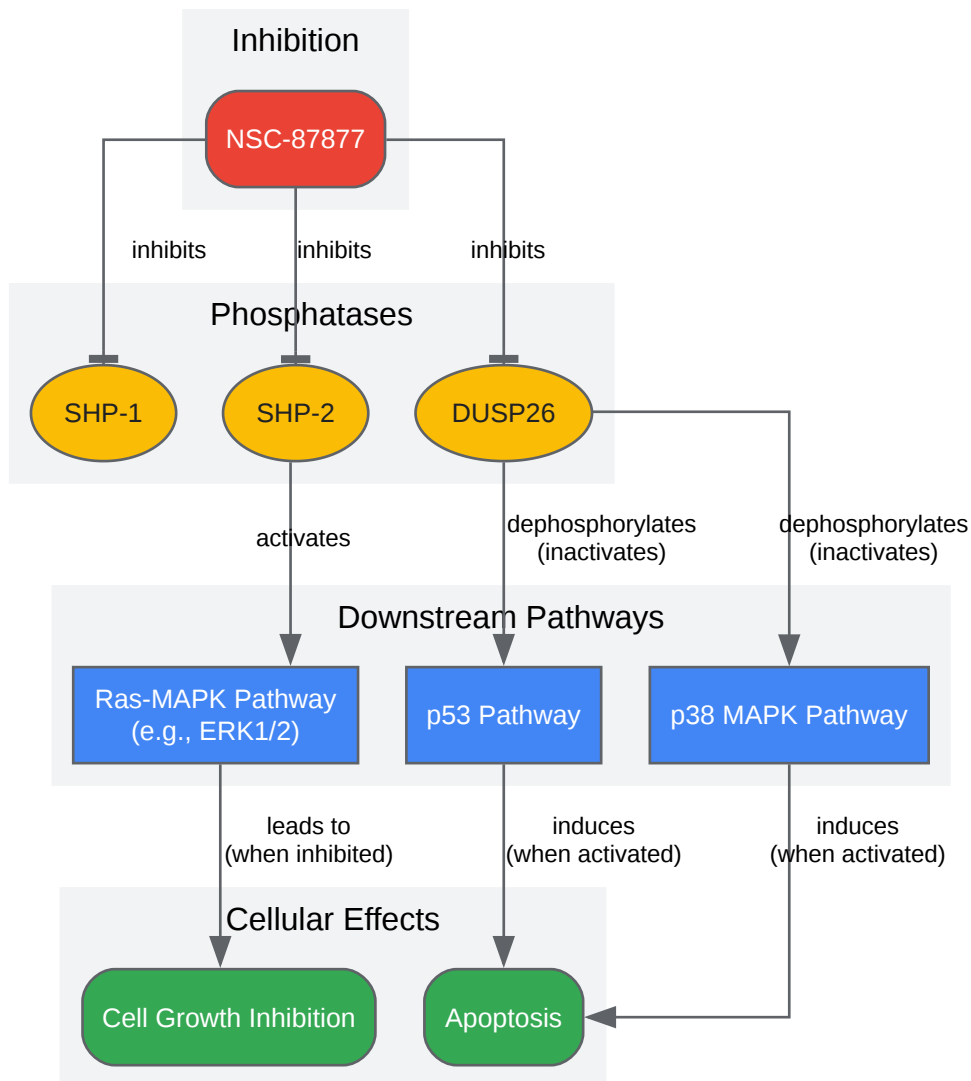 Inhibition
NSC-87877
inhibits
inhibits
inhibits
Phosphatases
SHP-1
SHP-2
DUSP26
activates
dephosphorylates
(inactivates)
dephosphorylates
(inactivates)
Downstream Pathways
Ras-MAPK Pathway
(e.g., ERK1/2)
p53 Pathway
p38 MAPK Pathway
leads to
(when inhibited)
induces
(when activated)
induces
(when activated)
Cellular Effects
Cell Growth Inhibition
Apoptosis